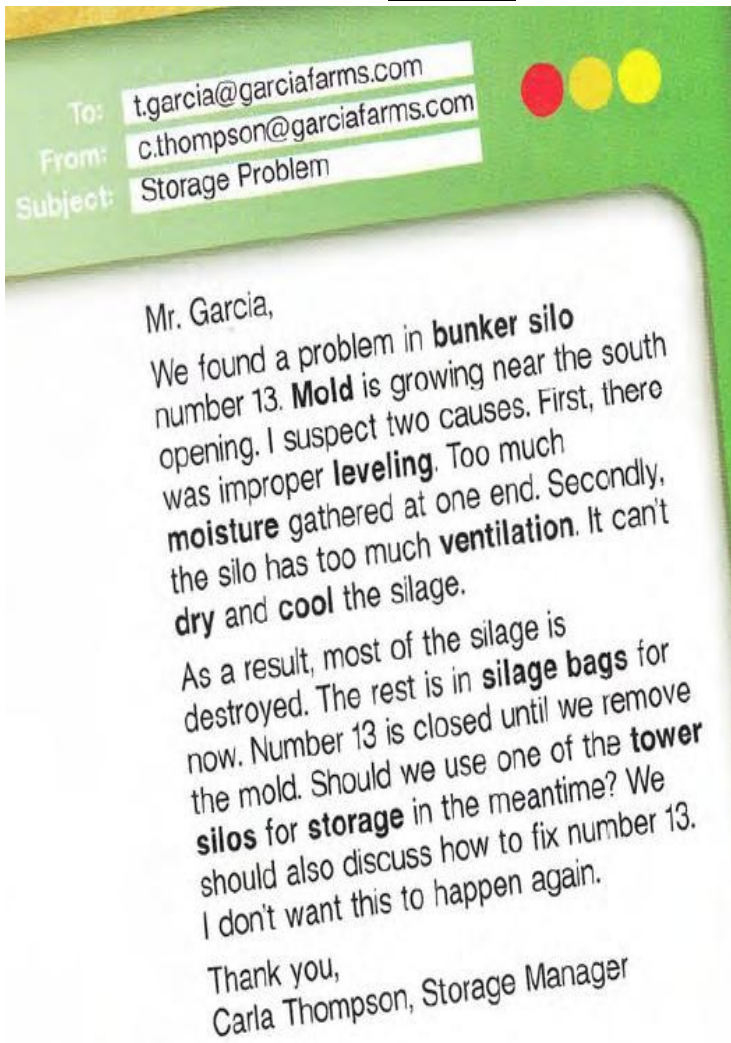 To: t.garcia@garciafarms.com
From: c.thompson@garciafarms.com
Subject: Storage Problem
Mr. Garcia,
We found a problem in bunker silo
number 13. Mold is growing near the south
opening. I suspect two causes. First, there
was improper leveling. Too much
moisture gathered at one end. Secondly,
the silo has too much ventilation. It can't
dry and cool the silage.
As a result, most of the silage is
destroyed. The rest is in silage bags for
now. Number 13 is closed until we remove
the mold. Should we use one of the tower
silos for storage in the meantime? We
should also discuss how to fix number 13.
I don't want this to happen again.
Thank you,
Carla Thompson, Storage Manager